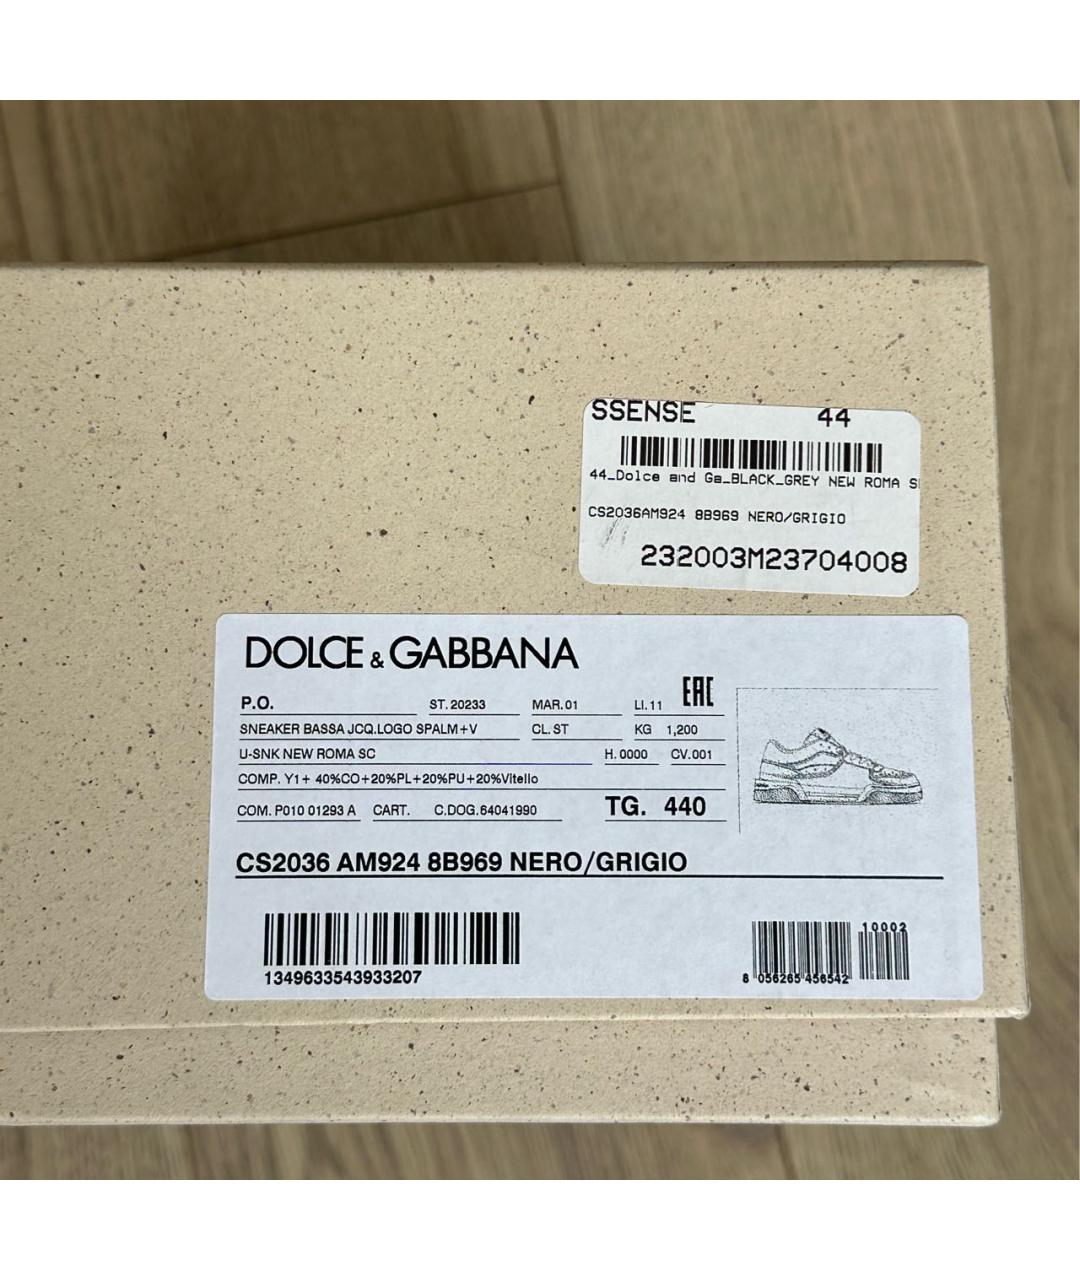 SSENSE 44
44_Dolce and Ga_BLACK_GREY NEW ROMA S
CS2036AM924 8B969 NERO/GRIGIO
232003M23704008
DOLCE & GABBANA
P.O. ST. 20233 MAR. 01 LI. 11 EAC
SNEAKER BASSA JCQ.LOGO SPALM+V CL. ST KG 1,200
U-SNK NEW ROMA SC H. 0000 CV. 001
COMP. Y1+ 40%CO+20%PL+20%PU+20%Vitello
COM. P010 01293 A CART. C.DOG. 64041990 TG. 440
CS2036 AM924 8B969 NERO/GRIGIO
10002
1349633543933207 8 056265 456542